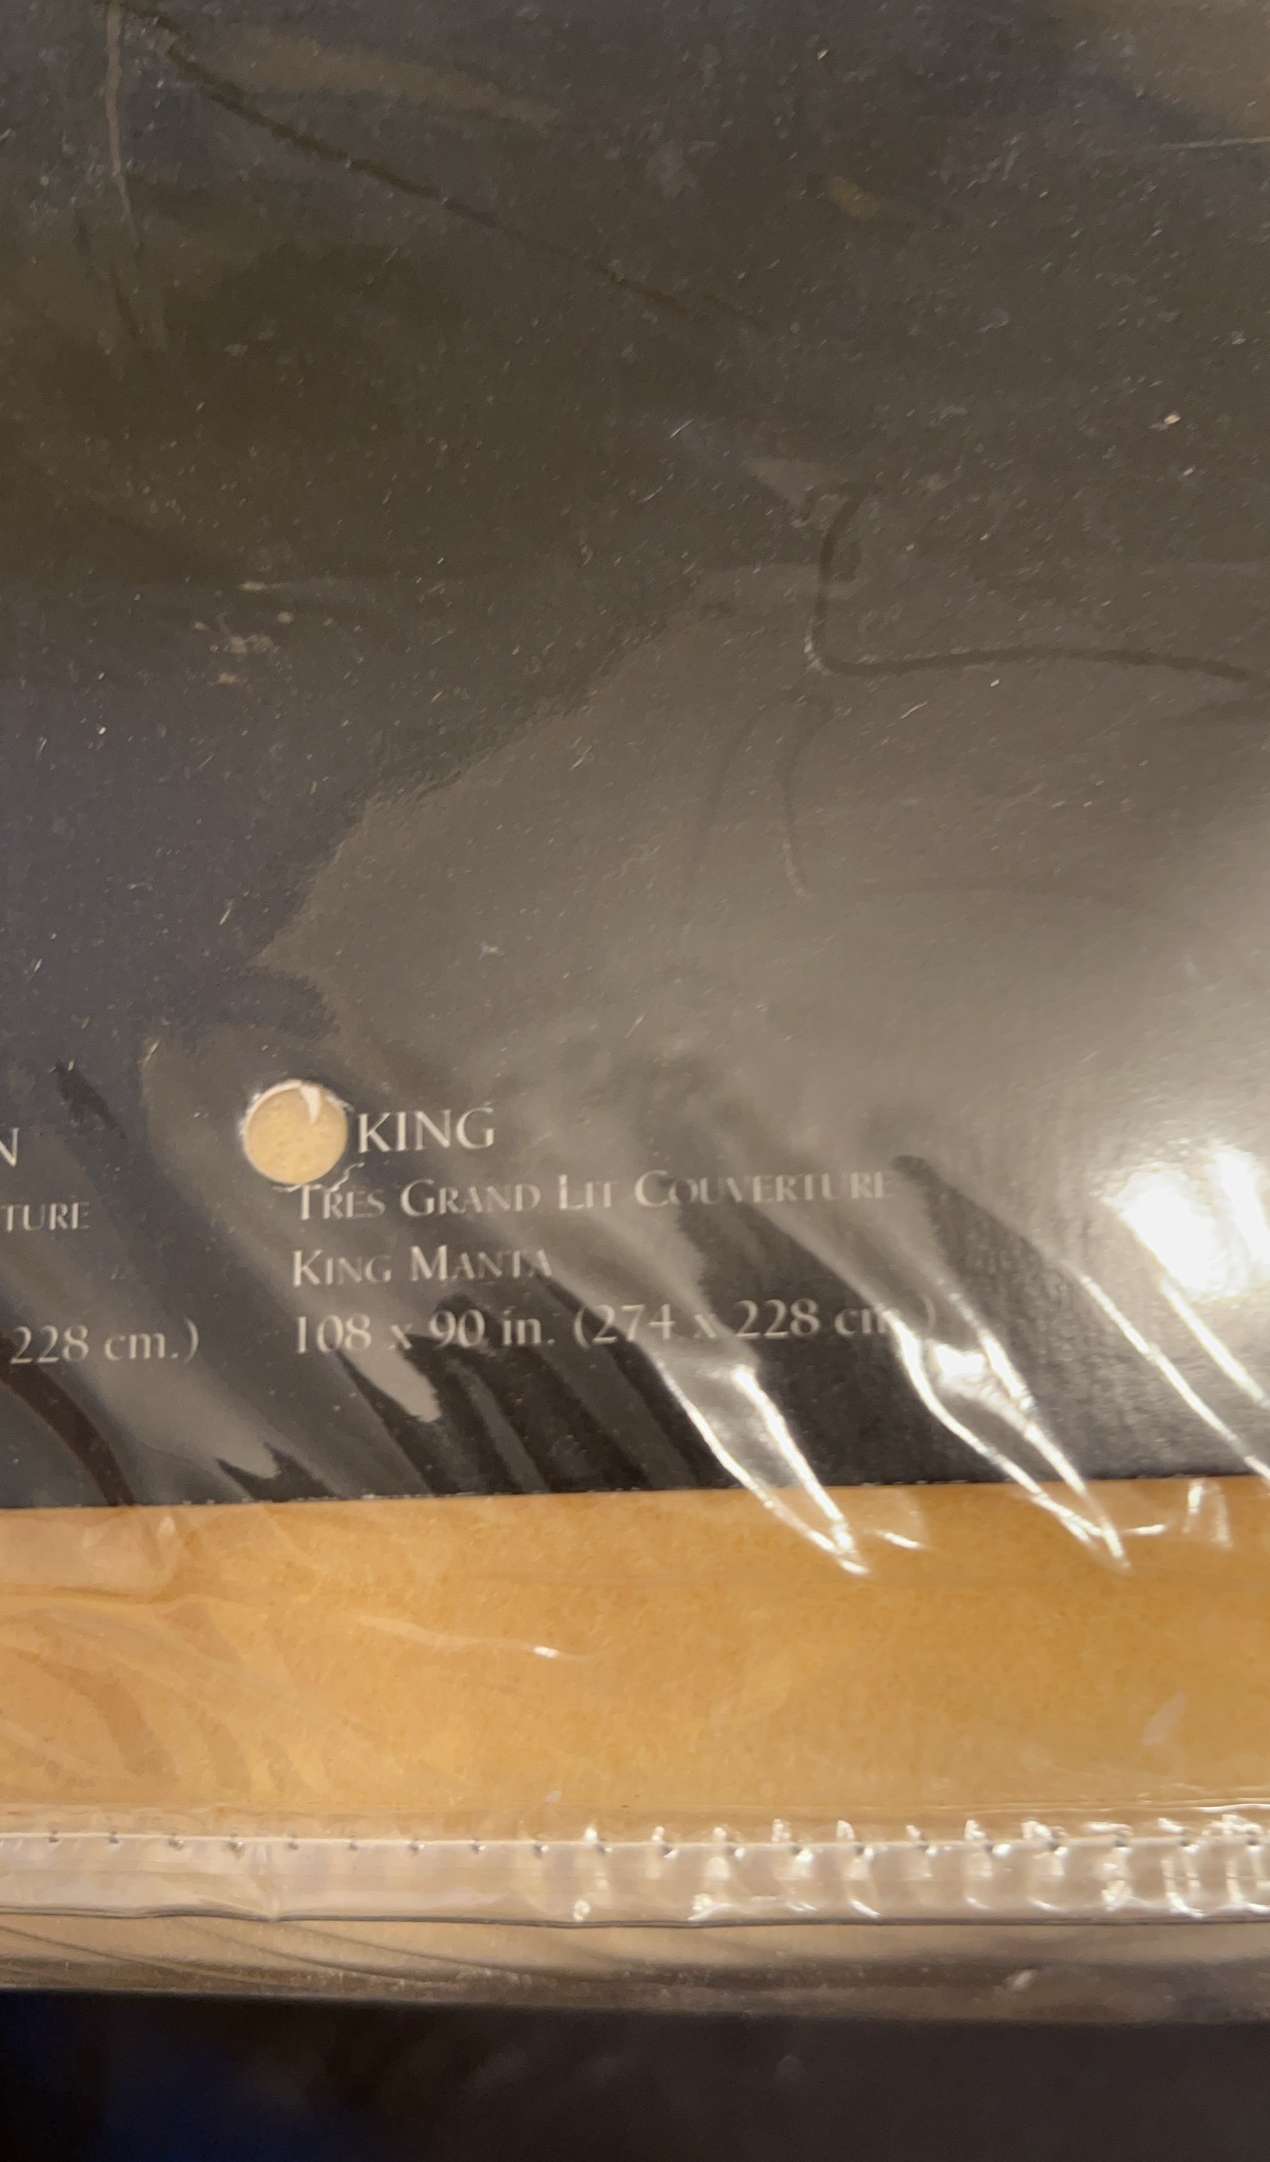 N
TURE
228 cm.)
KING
TRÈS GRAND LIT COUVERTURE
KING MANTA
108 x 90 in. (274 x 228 cm.)